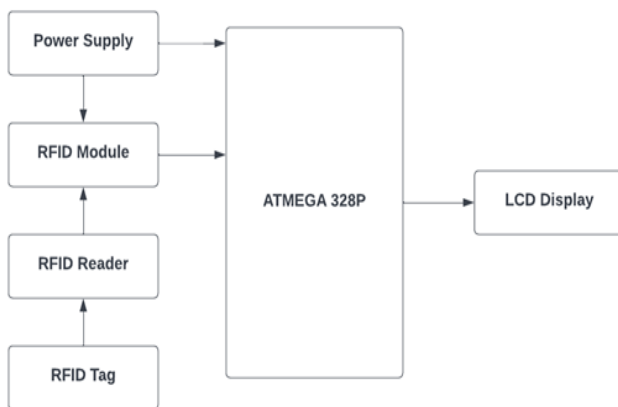 Power Supply
RFID Module
ATMEGA 328P
LCD Display
RFID Reader
RFID Tag